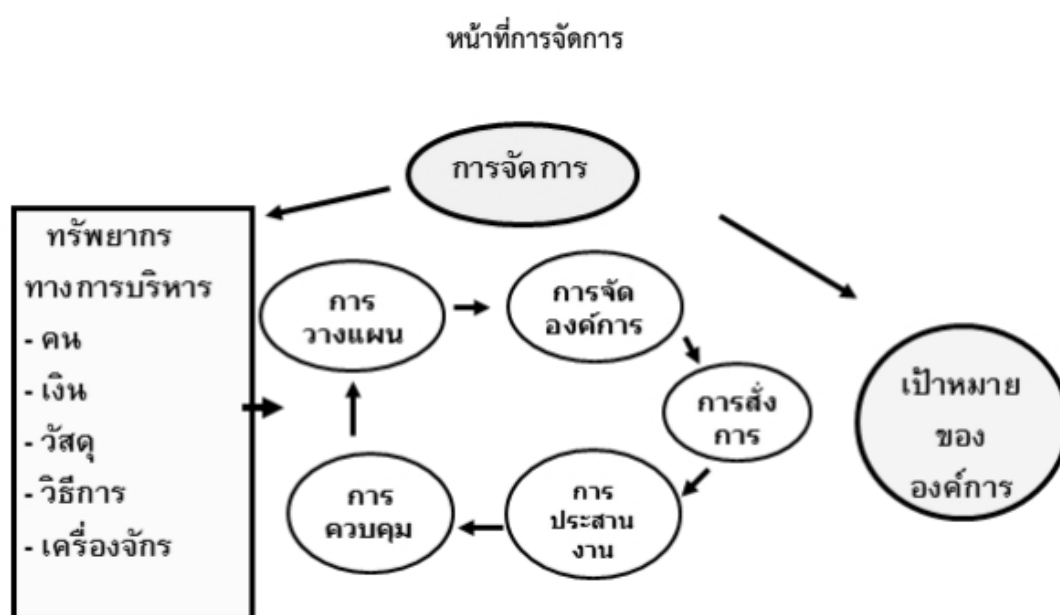 หน้าที่การจัดการ
การจัดการ
ทรัพยากร
ทางการบริหาร
- คน
- เงิน
- วัสดุ
- วิธีการ
- เครื่องจักร
การ
วางแผน
การจัด
องค์การ
การสั่ง
การ
การ
ประสาน
งาน
การ
ควบคุม
เป้าหมาย
ของ
องค์การ